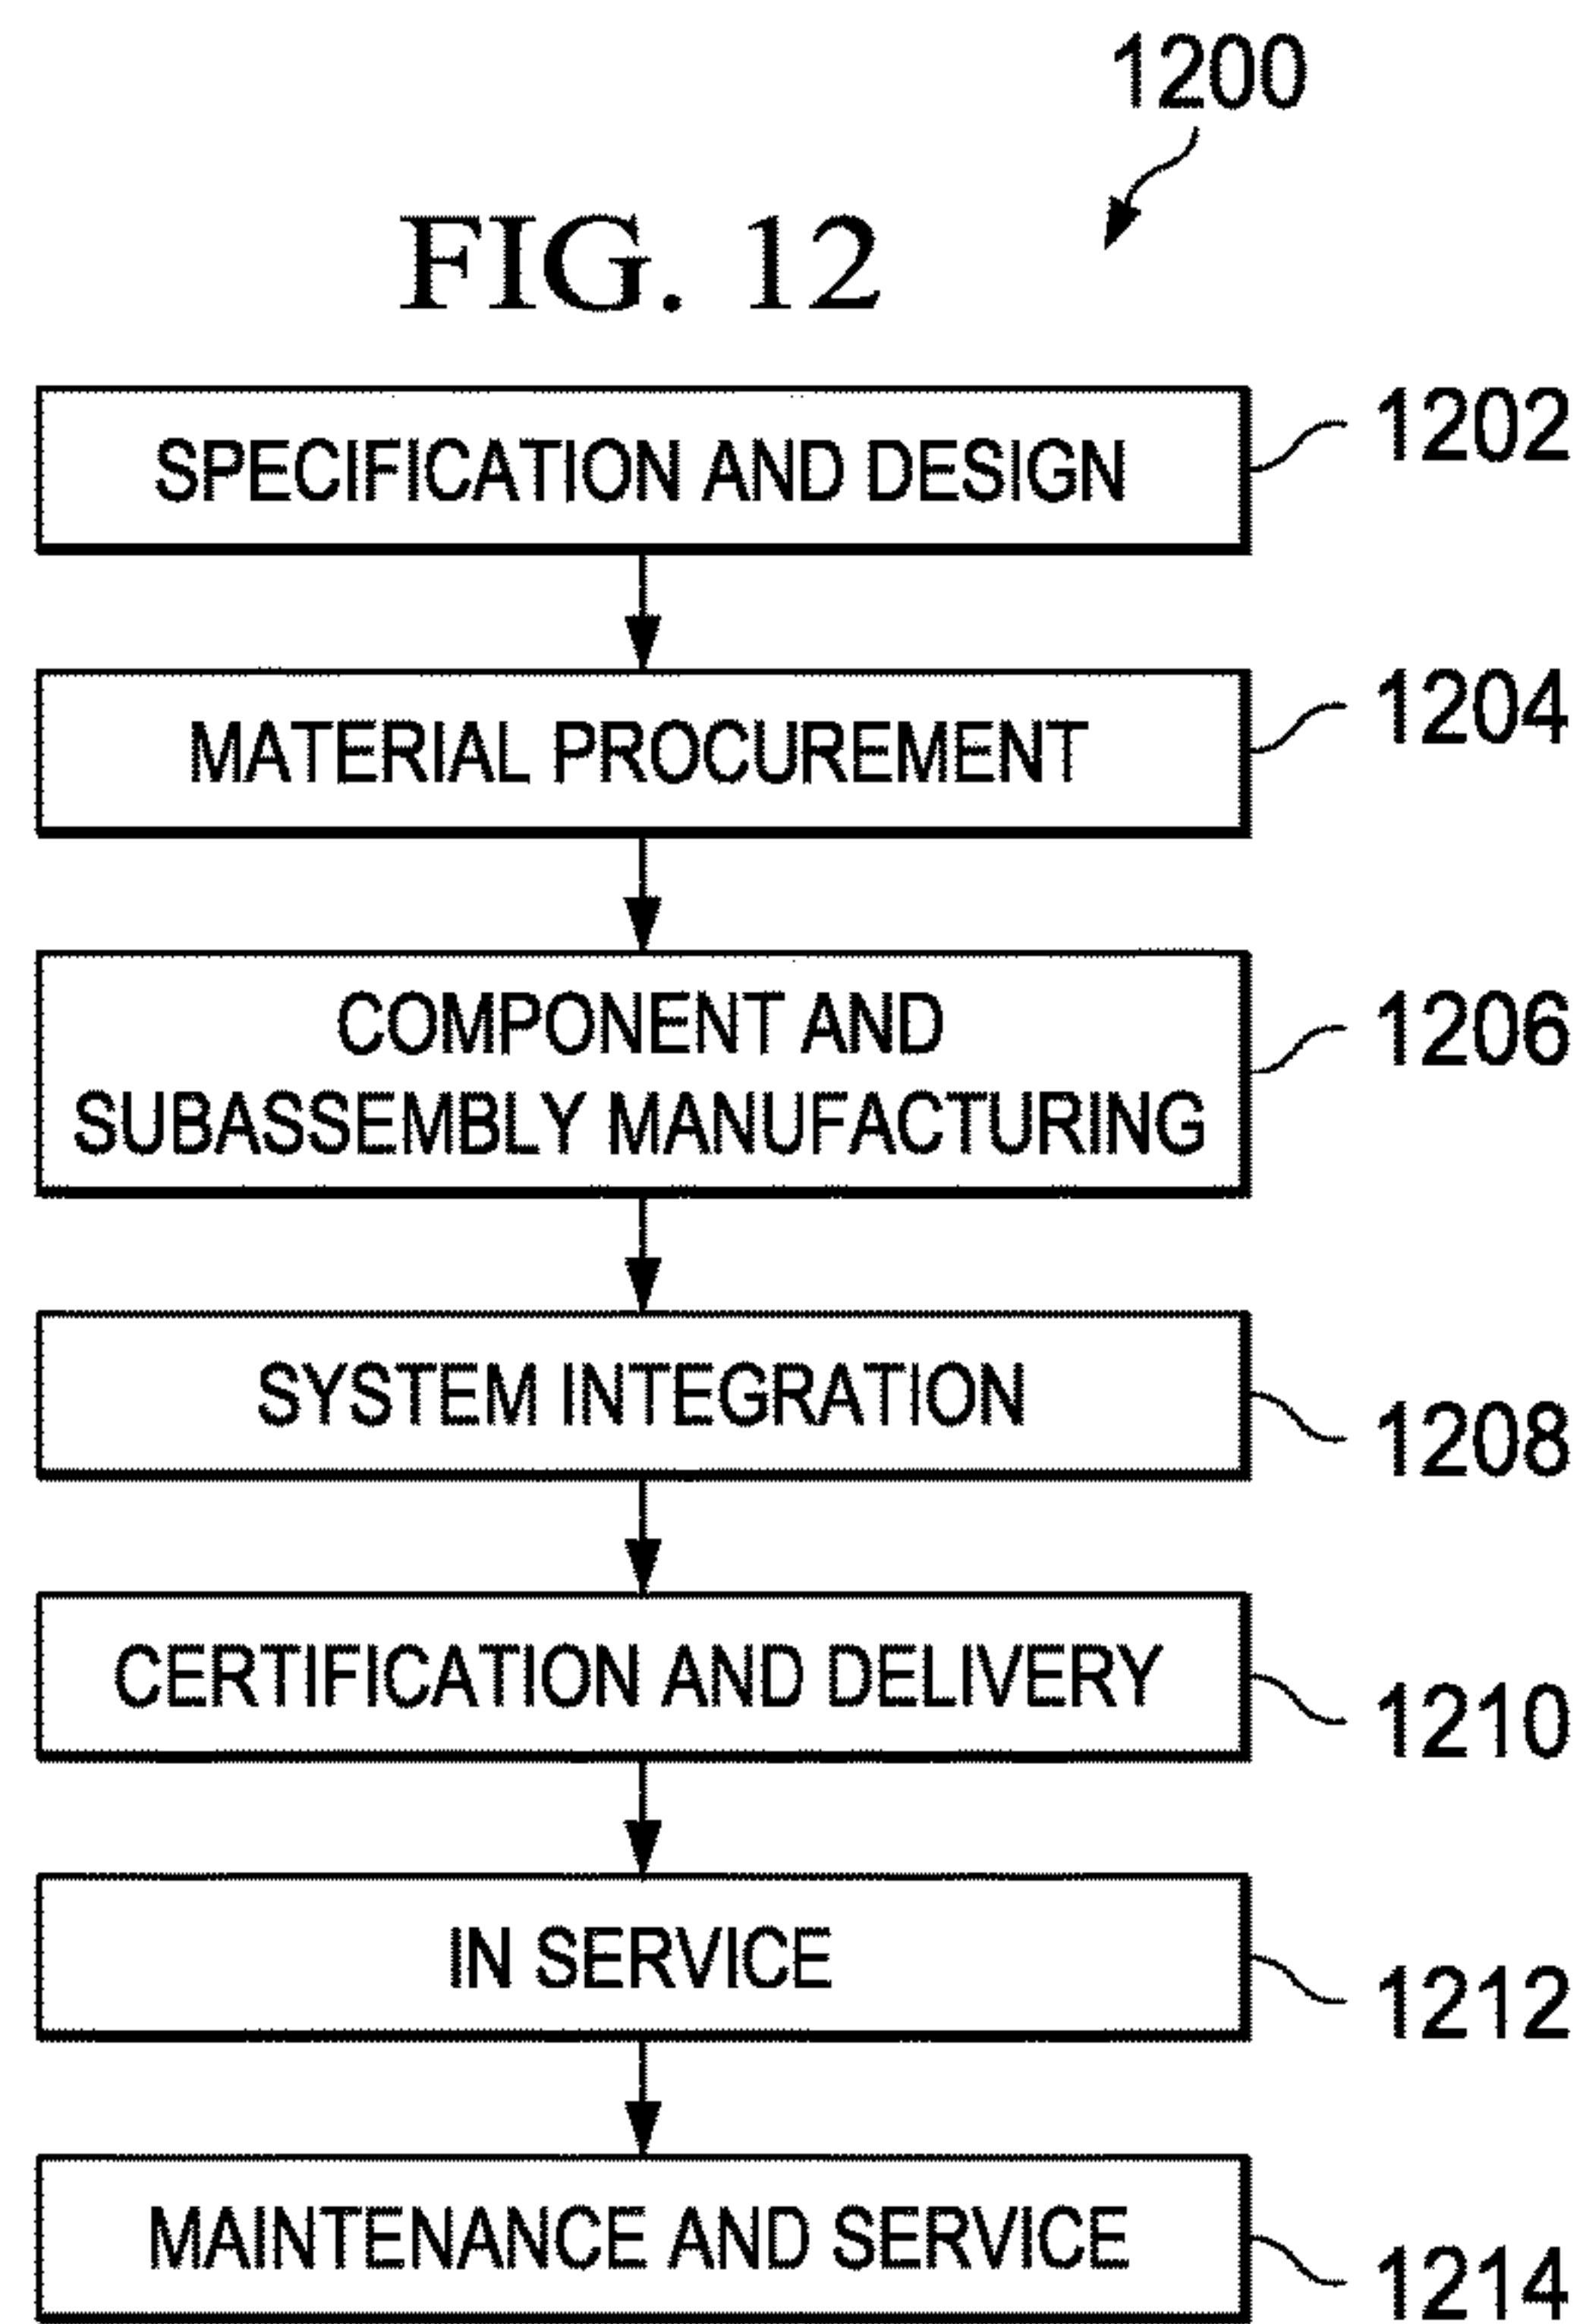 1200
FIG. 12
SPECIFICATION AND DESIGN
1202
MATERIAL PROCUREMENT
1204
COMPONENT AND
SUBASSEMBLY MANUFACTURING
1206
SYSTEM INTEGRATION
1208
CERTIFICATION AND DELIVERY
1210
IN SERVICE
1212
MAINTENANCE AND SERVICE
1214